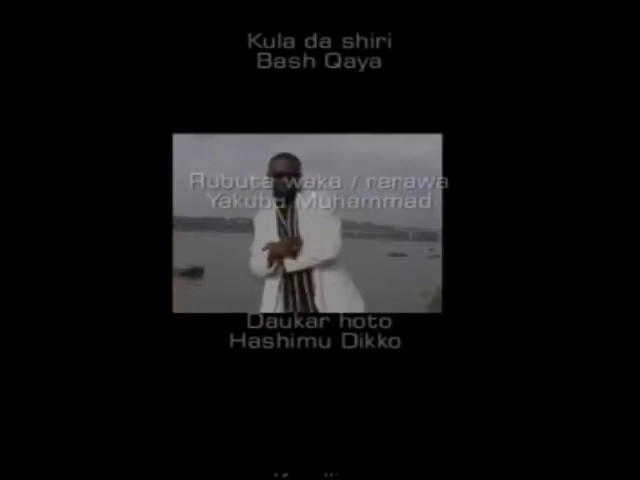 Kula da shiri
Bash Qaya
Rubuta waka / rerawa
Yakubu Muhammad
Daukar hoto
Hashimu Dikko